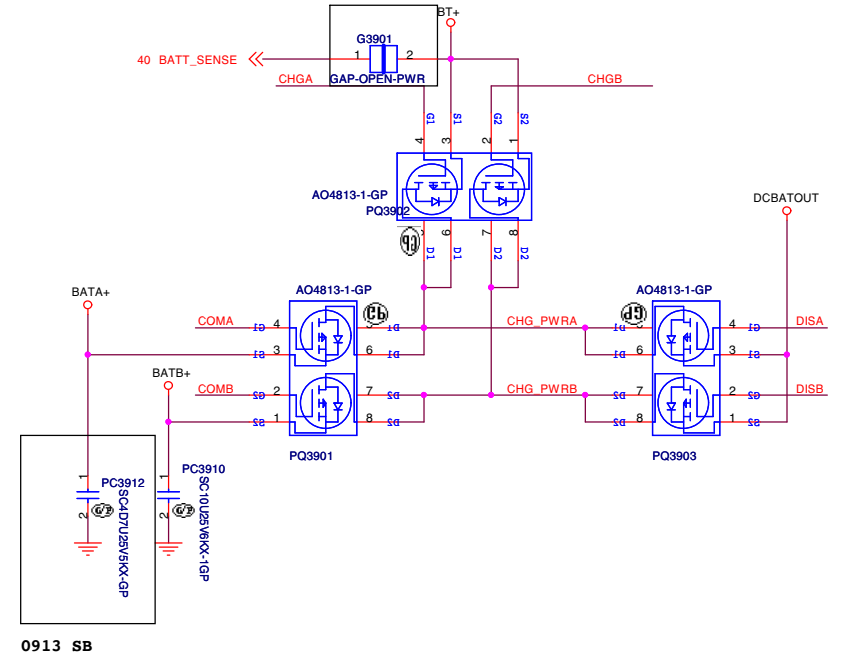 BT+
G3901
40 BATT_SENSE
1
2
CHGA
GAP-OPEN-PWR
CHGB
G1
S1
G2
S2
4
3
2
1
AO4813-1-GP
PQ3902
DCBATOUT
6
7
8
D1
D1
D2
D2
BATA+
AO4813-1-GP
AO4813-1-GP
COMA
G1
4
D1
CHG_PWRA
D1
4
G1
DISA
S1
3
6
D1
D1
6
3
S1
BATB+
COMB
G2
2
7
D2
CHG_PWRB
D2
7
2
G2
DISB
S2
1
8
D2
D2
8
1
S2
PQ3901
PQ3903
1
PC3912
SC4D7U25V5KX-GP
2
1
PC3910
SC10U25V6KX-1GP
2
0913 SB